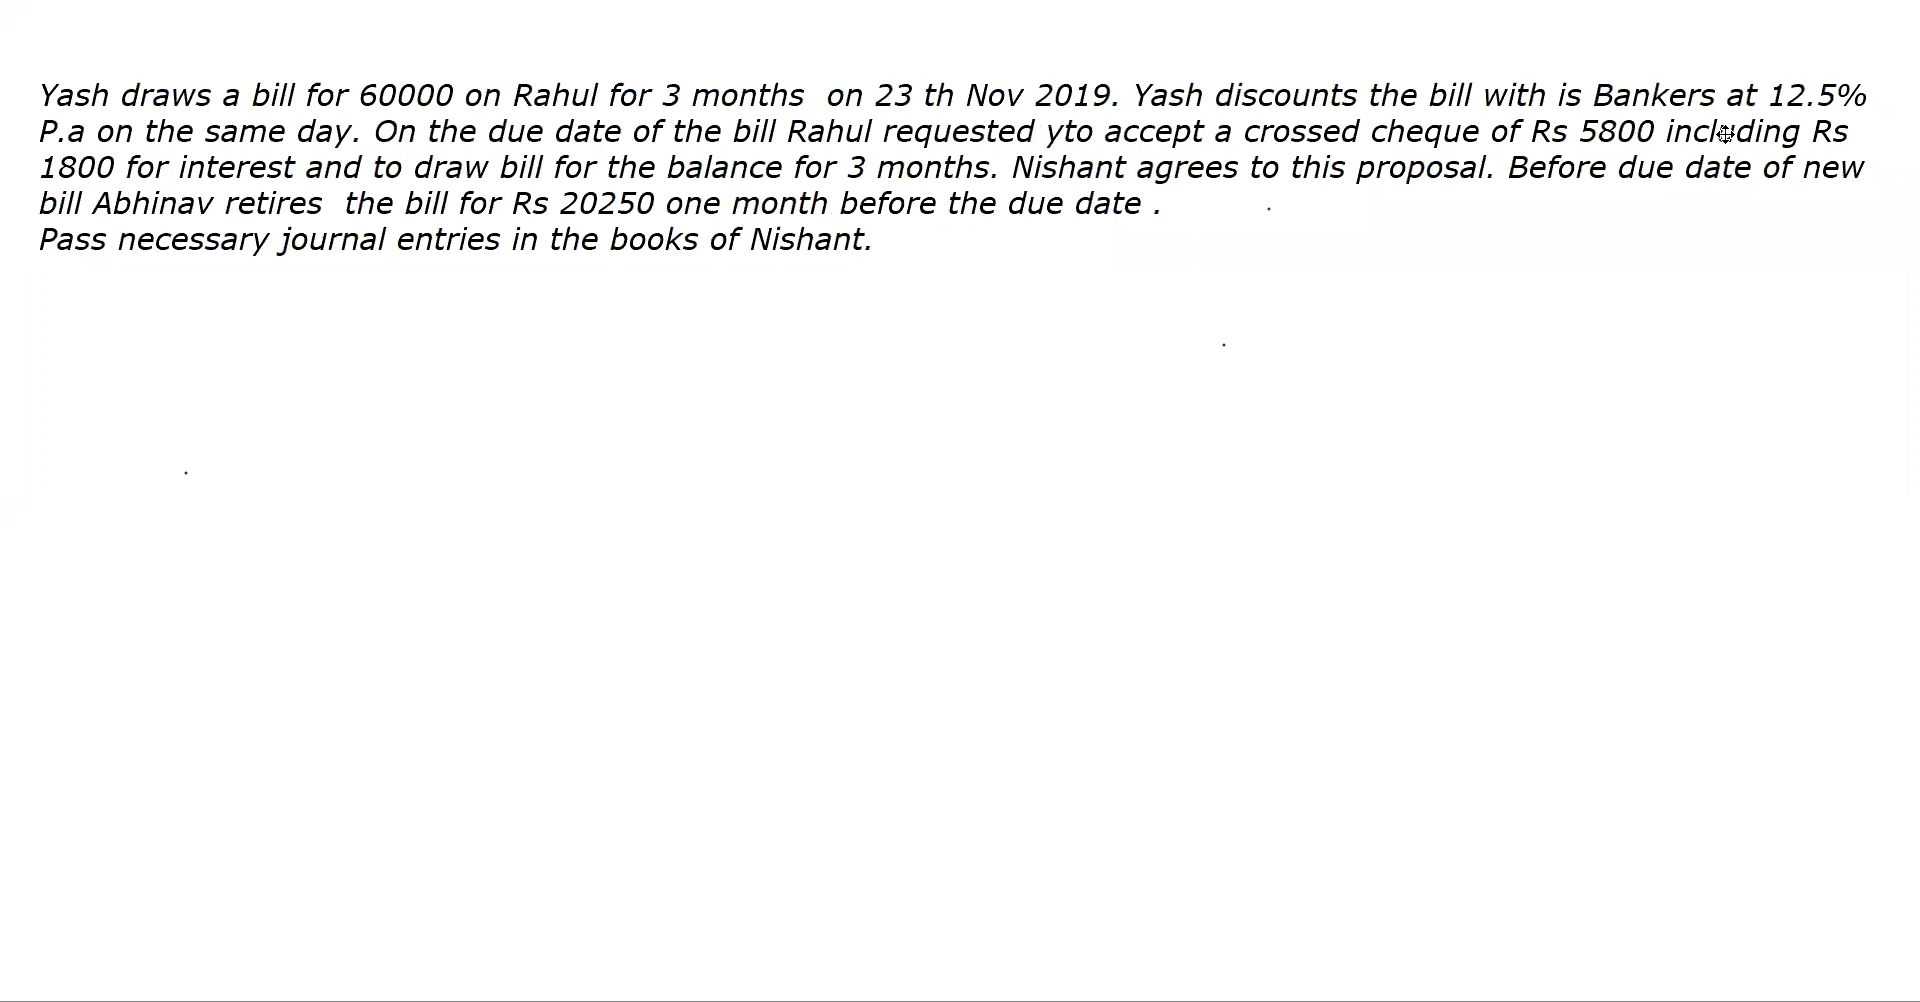 Yash draws a bill for 60000 on Rahul for 3 months on 23 th Nov 2019. Yash discounts the bill with is Bankers at 12.5%
P.a on the same day. On the due date of the bill Rahul requested yto accept a crossed cheque of Rs 5800 including Rs
1800 for interest and to draw bill for the balance for 3 months. Nishant agrees to this proposal. Before due date of new
bill Abhinav retires the bill for Rs 20250 one month before the due date .
Pass necessary journal entries in the books of Nishant.